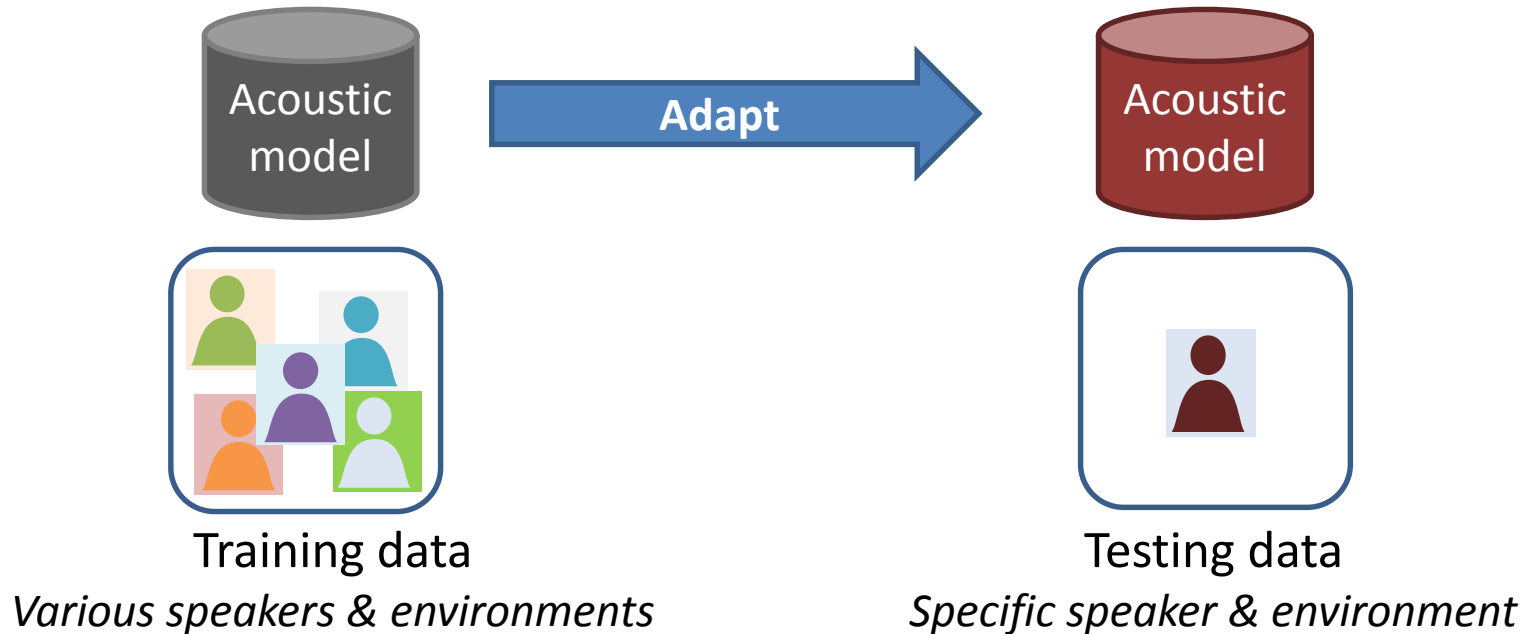 Acoustic
model
Adapt
Acoustic
model
Training data
Various speakers & environments
Testing data
Specific speaker & environment